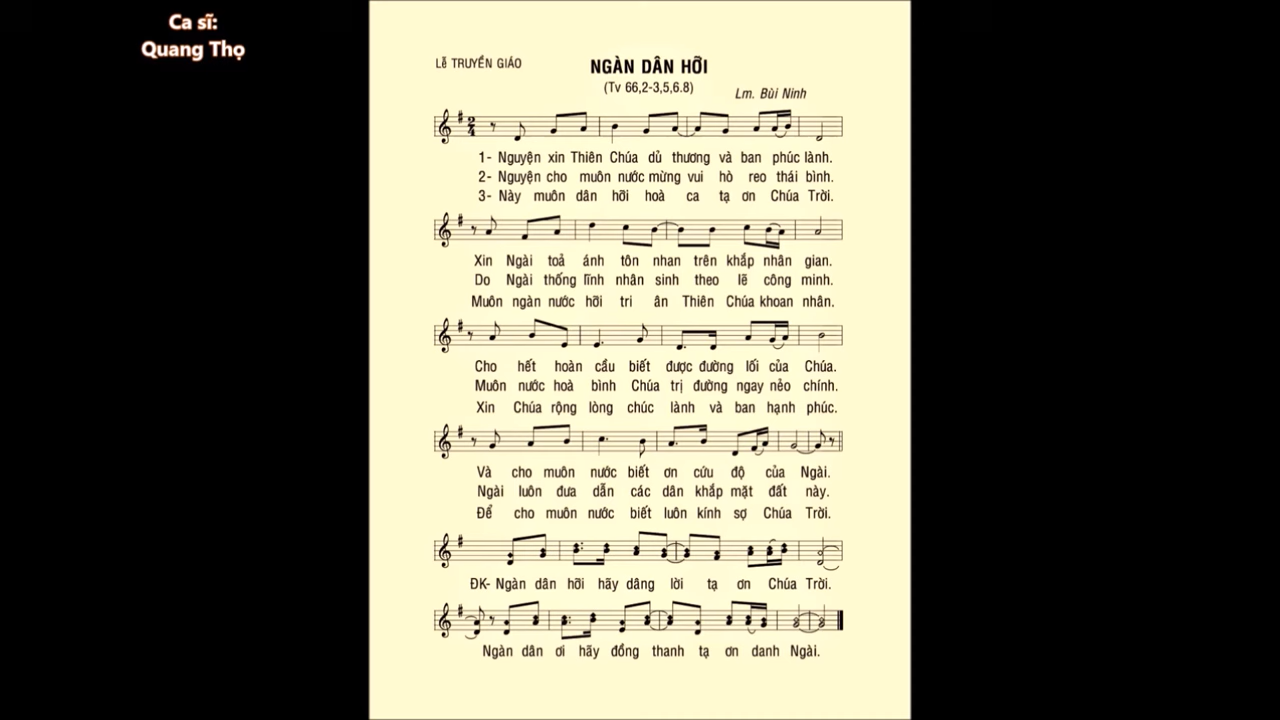 Ca sĩ:
Quang Thọ
Lễ TRUYỀN GIÁO
NGÀN DÂN HỠI
(Tv 66,2-3,5,6.8)
Lm. Bùi Ninh
1- Nguyện xin Thiên Chúa dủ thương và ban phúc lành.
2- Nguyện cho muôn nước mừng vui hò reo thái bình.
3- Này muôn dân hỡi hoà ca tạ ơn Chúa Trời.
Xin Ngài toả ánh tôn nhan trên khắp nhân gian.
Do Ngài thống lĩnh nhân sinh theo lẽ công minh.
Muôn ngàn nước hỡi tri ân Thiên Chúa khoan nhân.
Cho hết hoàn cầu biết được đường lối của Chúa.
Muôn nước hoà bình Chúa trị đường ngay nẻo chính.
Xin Chúa rộng lòng chúc lành và ban hạnh phúc.
Và cho muôn nước biết ơn cứu độ của Ngài.
Ngài luôn đưa dẫn các dân khắp mặt đất này.
Để cho muôn nước biết luôn kính sợ Chúa Trời.
ĐK- Ngàn dân hỡi hãy dâng lời tạ ơn Chúa Trời.
Ngàn dân ơi hãy đồng thanh tạ ơn danh Ngài.